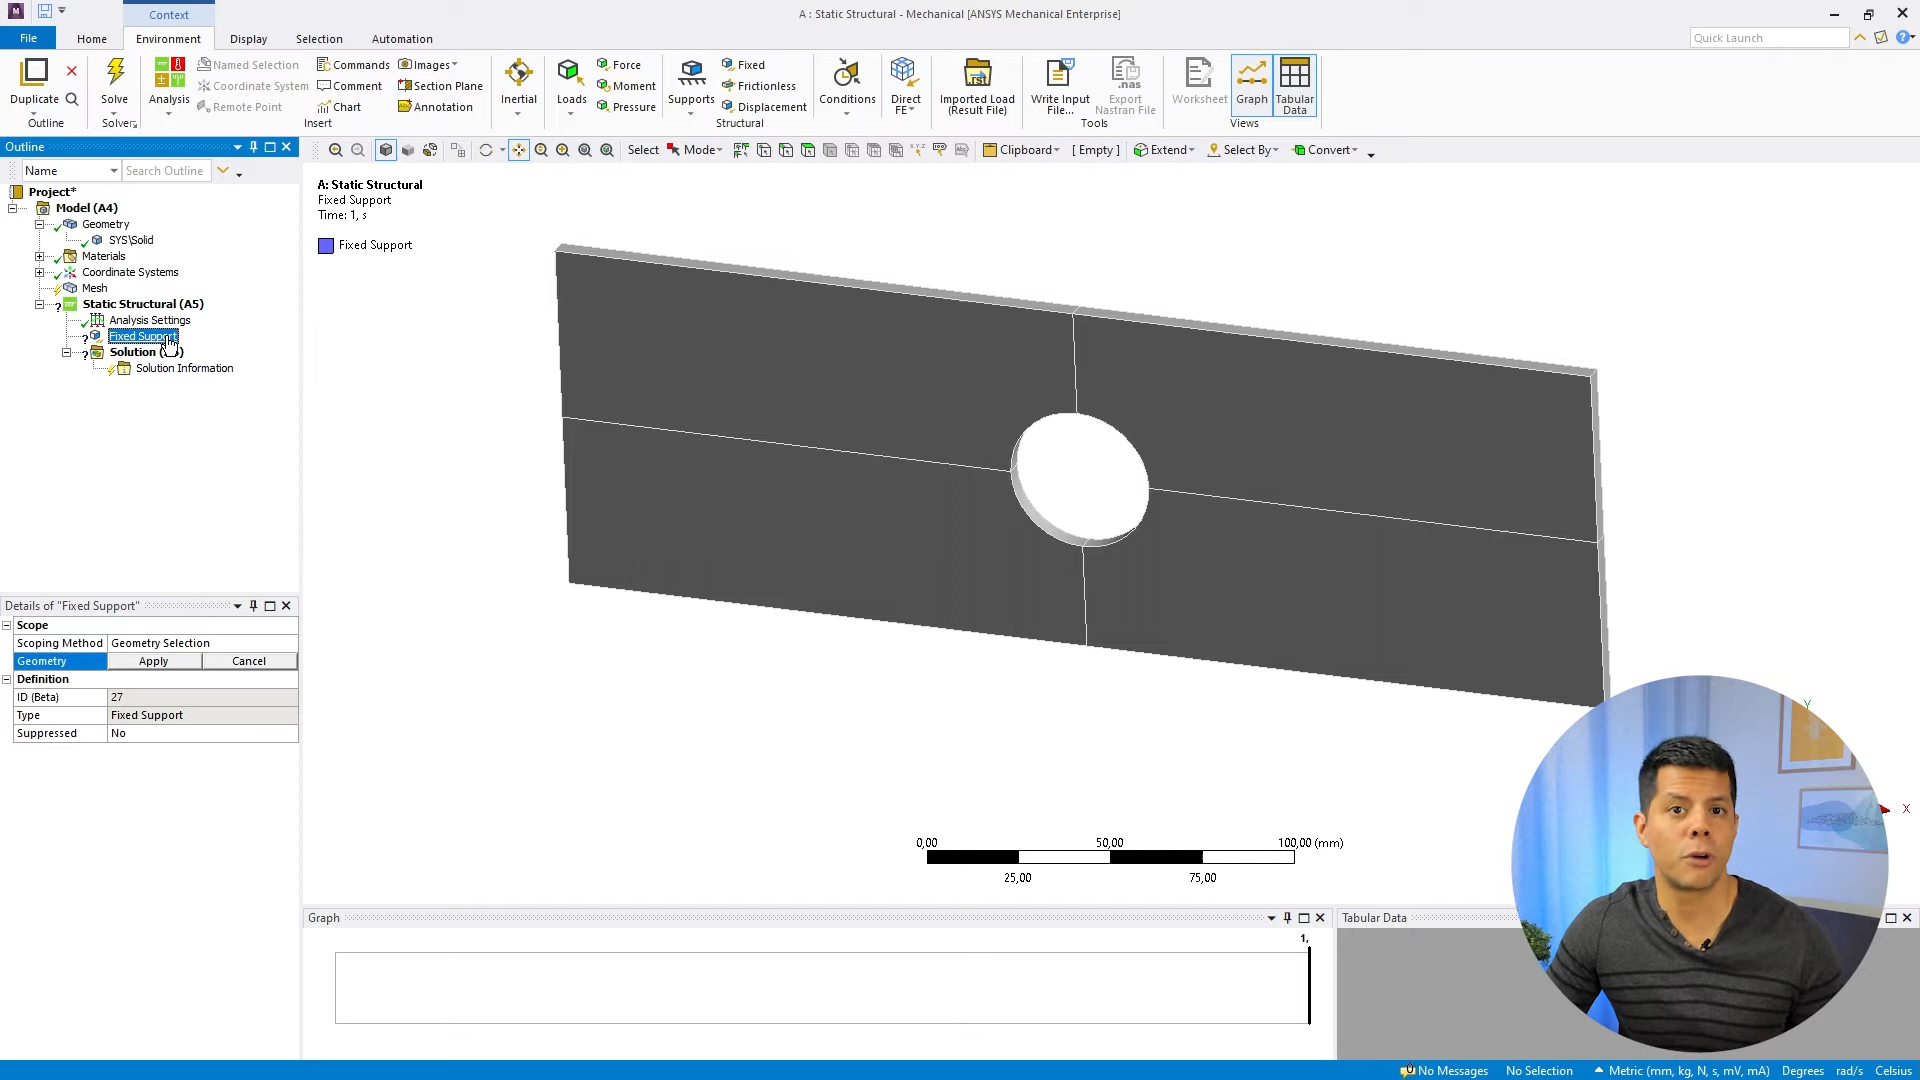 Context
A : Static Structural - Mechanical [ANSYS Mechanical Enterprise]
File
Home
Environment
Display
Selection
Automation
Quick Launch
Duplicate
Outline
Solve
Solver
Analysis
Named Selection
Coordinate System
Remote Point
Commands
Comment
Chart
Images
Section Plane
Annotation
Insert
Inertial
Loads
Force
Moment
Pressure
Supports
Fixed
Frictionless
Displacement
Structural
Conditions
Direct
FE
Imported Load
(Result File)
Write Input
File...
Export
Nastran File
Tools
Worksheet
Graph
Tabular
Data
Views
Outline
Name
Search Outline
Select
Mode
Clipboard
[ Empty ]
Extend
Select By
Convert
Project*
Model (A4)
Geometry
SYS\Solid
Materials
Coordinate Systems
Mesh
Static Structural (A5)
Analysis Settings
Fixed Support
Solution
Solution Information
A: Static Structural
Fixed Support
Time: 1, s
Fixed Support
Details of "Fixed Support"
Scope
Scoping Method Geometry Selection
Geometry Apply Cancel
Definition
ID (Beta) 27
Type Fixed Support
Suppressed No
Y
X
0,00 50,00 100,00 (mm)
25,00 75,00
Graph
1,
Tabular Data
No Messages No Selection Metric (mm, kg, N, s, mV, mA) Degrees rad/s Celsius